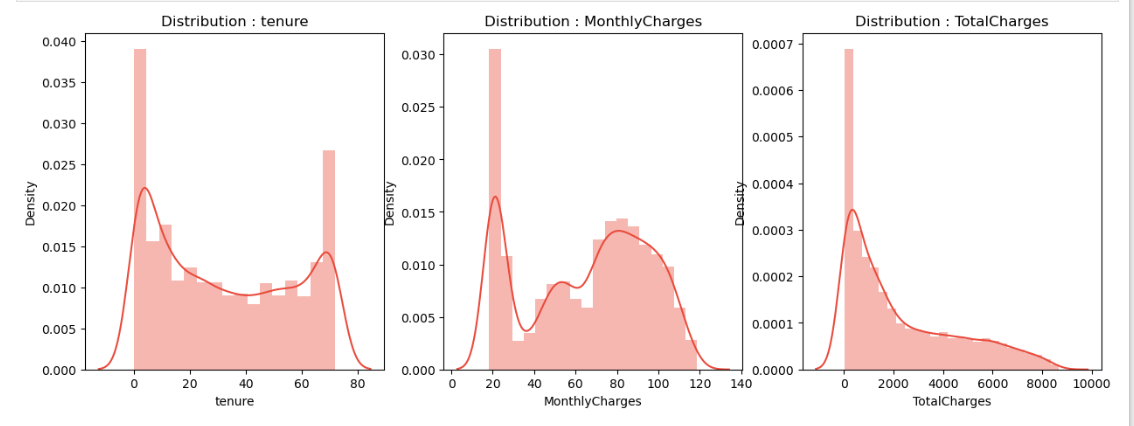 Distribution : tenure
0.040
0.035
0.030
0.025
0.020
0.015
0.010
0.005
0.000
Density
0 20 40 60 80
tenure
Distribution : MonthlyCharges
0.030
0.025
0.020
0.015
0.010
0.005
0.000
Density
0 20 40 60 80 100 120 140
MonthlyCharges
Distribution : TotalCharges
0.0007
0.0006
0.0005
0.0004
0.0003
0.0002
0.0001
0.0000
Density
0 2000 4000 6000 8000 10000
TotalCharges